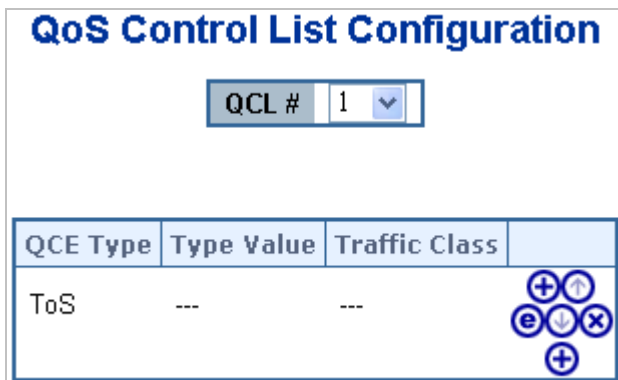 QoS Control List Configuration
QCL # 1
QCE Type Type Value Traffic Class
ToS --- ---
e